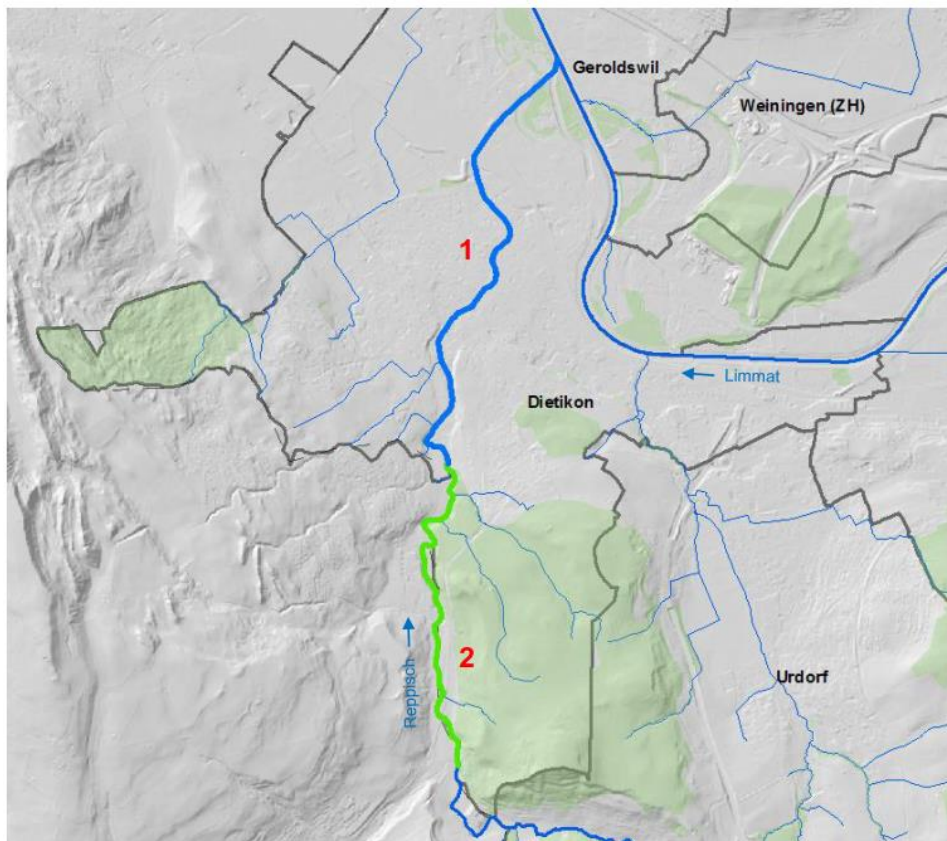 Geroldswil
Weiningen (ZH)
1
Limmat
Dietikon
Reppisch
2
Urdorf